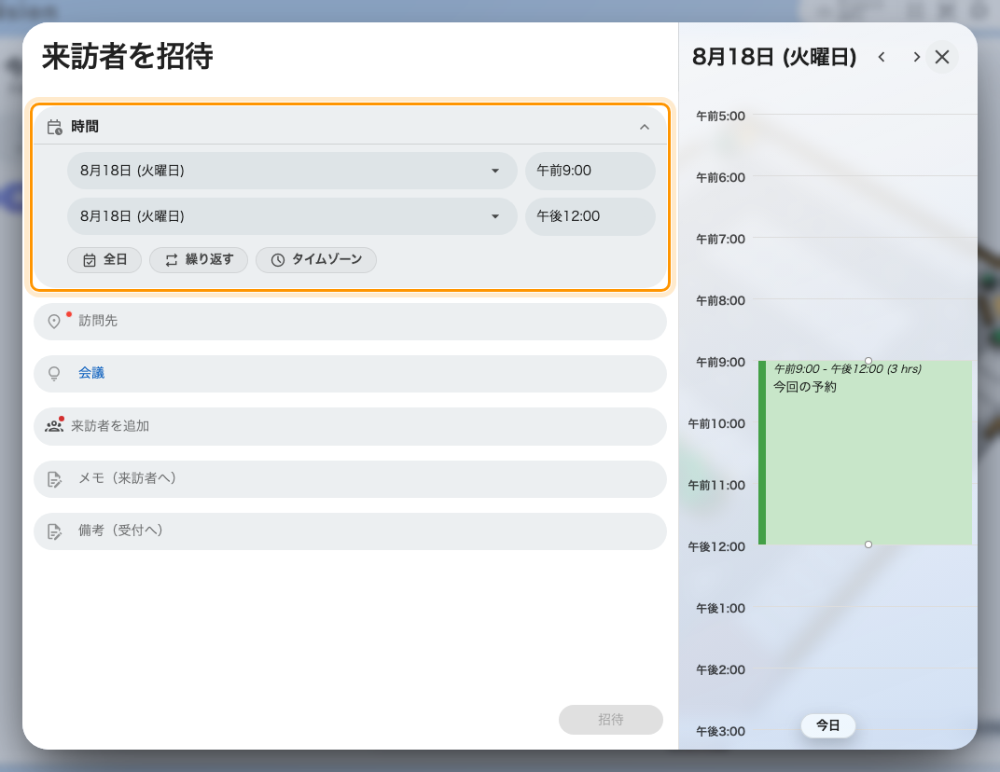 来訪者を招待
時間
8月18日 (火曜日)
午前9:00
8月18日 (火曜日)
午後12:00
全日
繰り返す
タイムゾーン
訪問先
会議
来訪者を追加
メモ（来訪者へ）
備考（受付へ）
招待
8月18日 (火曜日)
午前5:00
午前6:00
午前7:00
午前8:00
午前9:00
午前9:00 - 午後12:00 (3 hrs)
今回の予約
午前10:00
午前11:00
午後12:00
午後1:00
午後2:00
今日
午後3:00